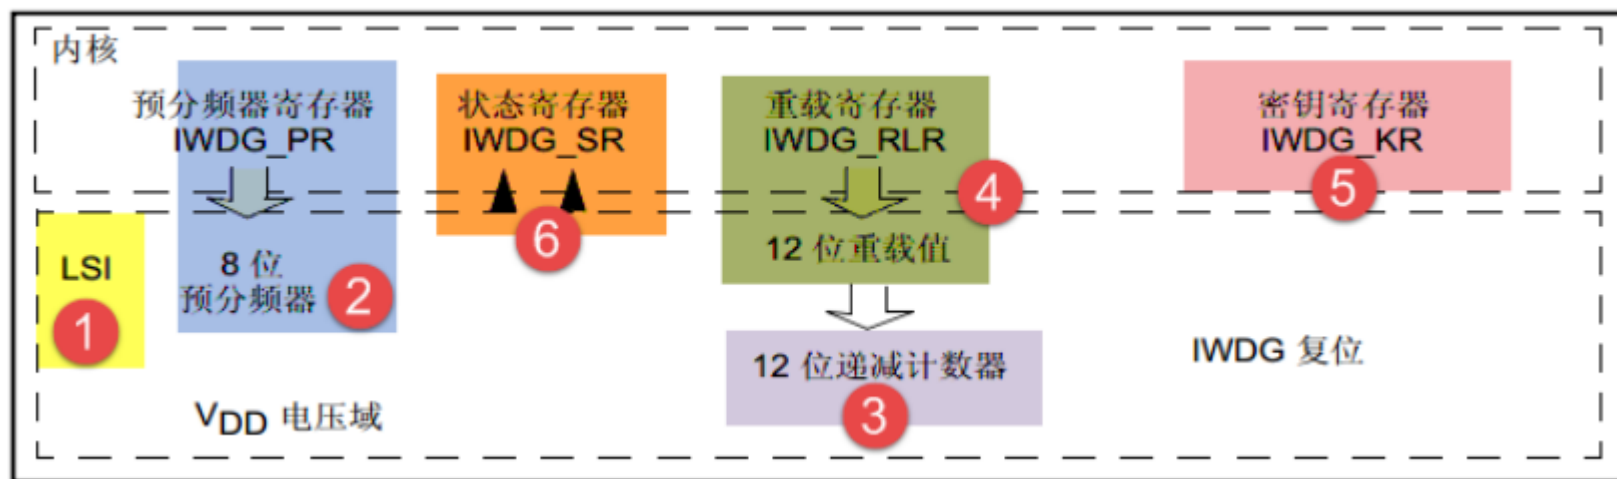 内核
预分频器寄存器
IWDG_PR
状态寄存器
IWDG_SR
重载寄存器
IWDG_RLR
密钥寄存器
IWDG_KR
5
4
6
LSI
1
8 位
预分频器
2
12 位重载值
12 位递减计数器
3
IWDG 复位
VDD 电压域